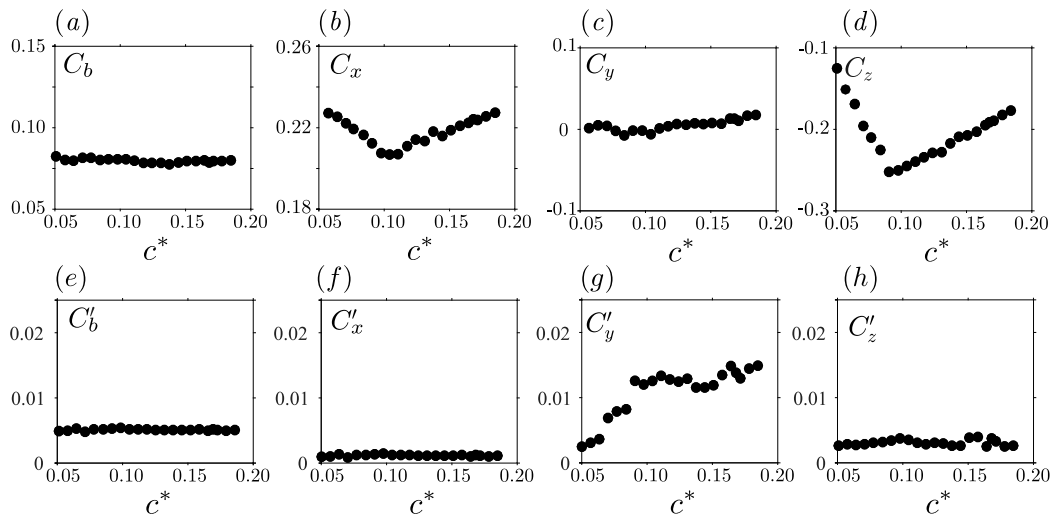 (a) (b) (c) (d)
0.15 0.26 0.1 -0.1
C_b C_x C_y C_z
0.10 0.22 0 -0.2
0.05 0.18 -0.1 -0.3
0.05 0.10 0.15 0.20 0.05 0.10 0.15 0.20 0.05 0.10 0.15 0.20 0.05 0.10 0.15 0.20
c* c* c* c*
(e) (f) (g) (h)
C′_b C′_x C′_y C′_z
0.02 0.02 0.02 0.02
0.01 0.01 0.01 0.01
0 0 0 0
0.05 0.10 0.15 0.20 0.05 0.10 0.15 0.20 0.05 0.10 0.15 0.20 0.05 0.10 0.15 0.20
c* c* c* c*